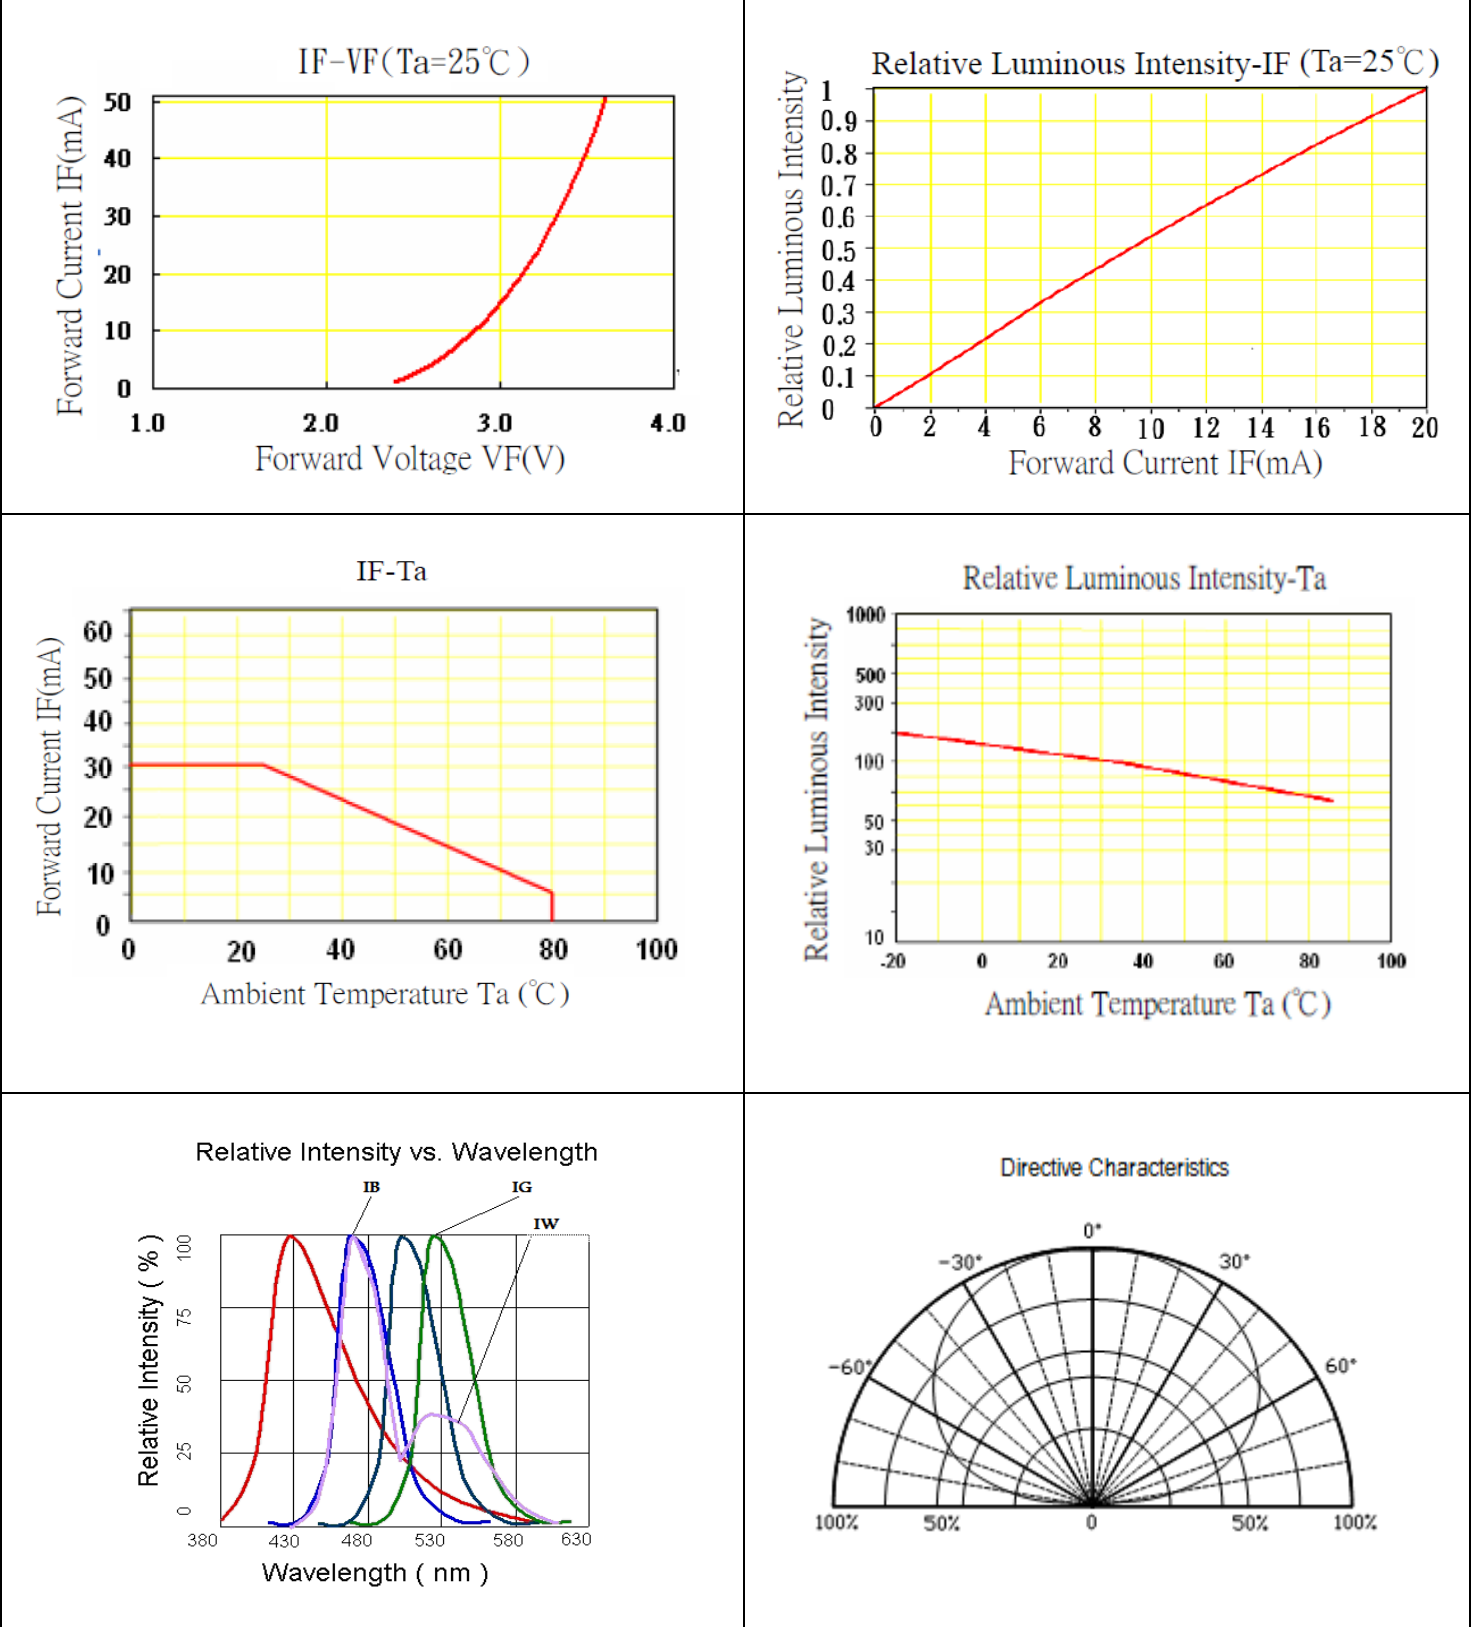 IF-VF(Ta=25℃)
Forward Current IF(mA)
50
40
30
20
10
0
1.0 2.0 3.0 4.0
Forward Voltage VF(V)
Relative Luminous Intensity-IF (Ta=25℃)
Relative Luminous Intensity
1
0.9
0.8
0.7
0.6
0.5
0.4
0.3
0.2
0.1
0
0 2 4 6 8 10 12 14 16 18 20
Forward Current IF(mA)
IF-Ta
Forward Current IF(mA)
60
50
40
30
20
10
0
0 20 40 60 80 100
Ambient Temperature Ta (℃)
Relative Luminous Intensity-Ta
Relative Luminous Intensity
1000
500
300
100
50
30
10
-20 0 20 40 60 80 100
Ambient Temperature Ta (℃)
Relative Intensity vs. Wavelength
IB IG
IW
Relative Intensity ( % )
100
75
50
25
0
380 430 480 530 580 630
Wavelength ( nm )
Directive Characteristics
0°
-30° 30°
-60° 60°
100% 50% 0 50% 100%